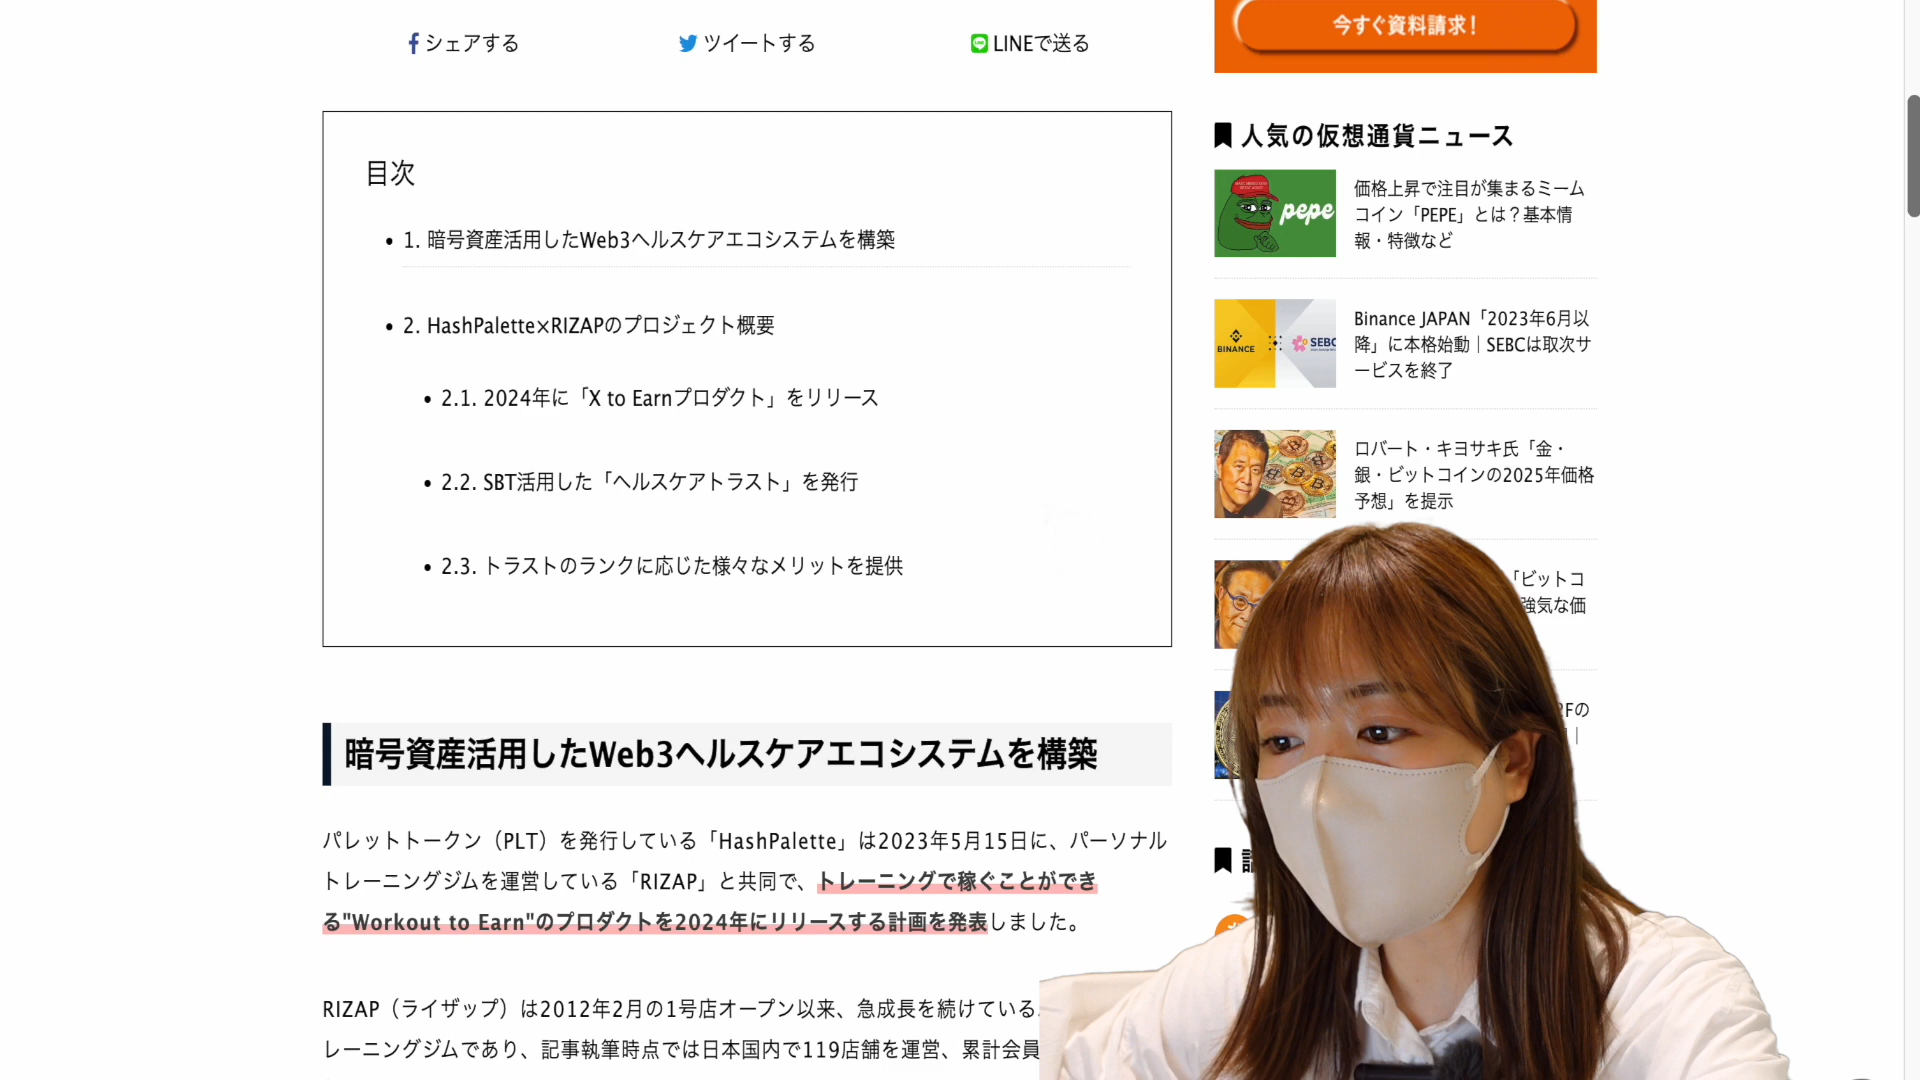 シェアする
ツイートする
LINEで送る
今すぐ資料請求!
目次
1. 暗号資産活用したWeb3ヘルスケアエコシステムを構築
2. HashPalette×RIZAPのプロジェクト概要
2.1. 2024年に「X to Earnプロダクト」をリリース
2.2. SBT活用した「ヘルスケアトラスト」を発行
2.3. トラストのランクに応じた様々なメリットを提供
暗号資産活用したWeb3ヘルスケアエコシステムを構築
パレットトークン（PLT）を発行している「HashPalette」は2023年5月15日に、パーソナル
トレーニングジムを運営している「RIZAP」と共同で、トレーニングで稼ぐことができ
る"Workout to Earn"のプロダクトを2024年にリリースする計画を発表しました。
RIZAP（ライザップ）は2012年2月の1号店オープン以来、急成長を続けている
レーニングジムであり、記事執筆時点では日本国内で119店舗を運営、累計会員
人気の仮想通貨ニュース
pepe
価格上昇で注目が集まるミーム
コイン「PEPE」とは？基本情
報・特徴など
BINANCE
SEBC
Binance JAPAN「2023年6月以
降」に本格始動｜SEBCは取次サ
ービスを終了
ロバート・キヨサキ氏「金・
銀・ビットコインの2025年価格
予想」を提示
「ビットコ
強気な価
Fの
｜